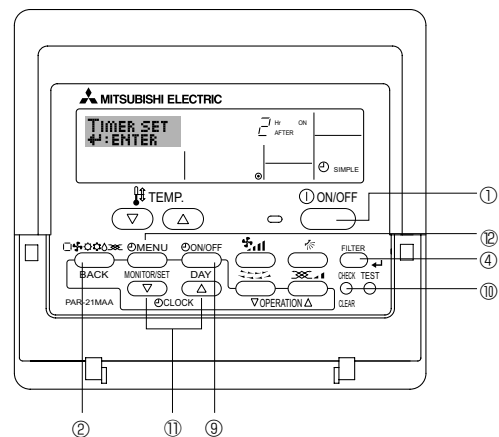 MITSUBISHI ELECTRIC
TIMER SET
:ENTER
2 Hr ON
AFTER
SIMPLE
TEMP.
ON/OFF
MENU ON/OFF FILTER
BACK MONITOR/SET DAY CHECK TEST
PAR-21MAA CLOCK ▽OPERATION△ CLEAR
①
⑫
④
⑩
② ⑪ ⑨